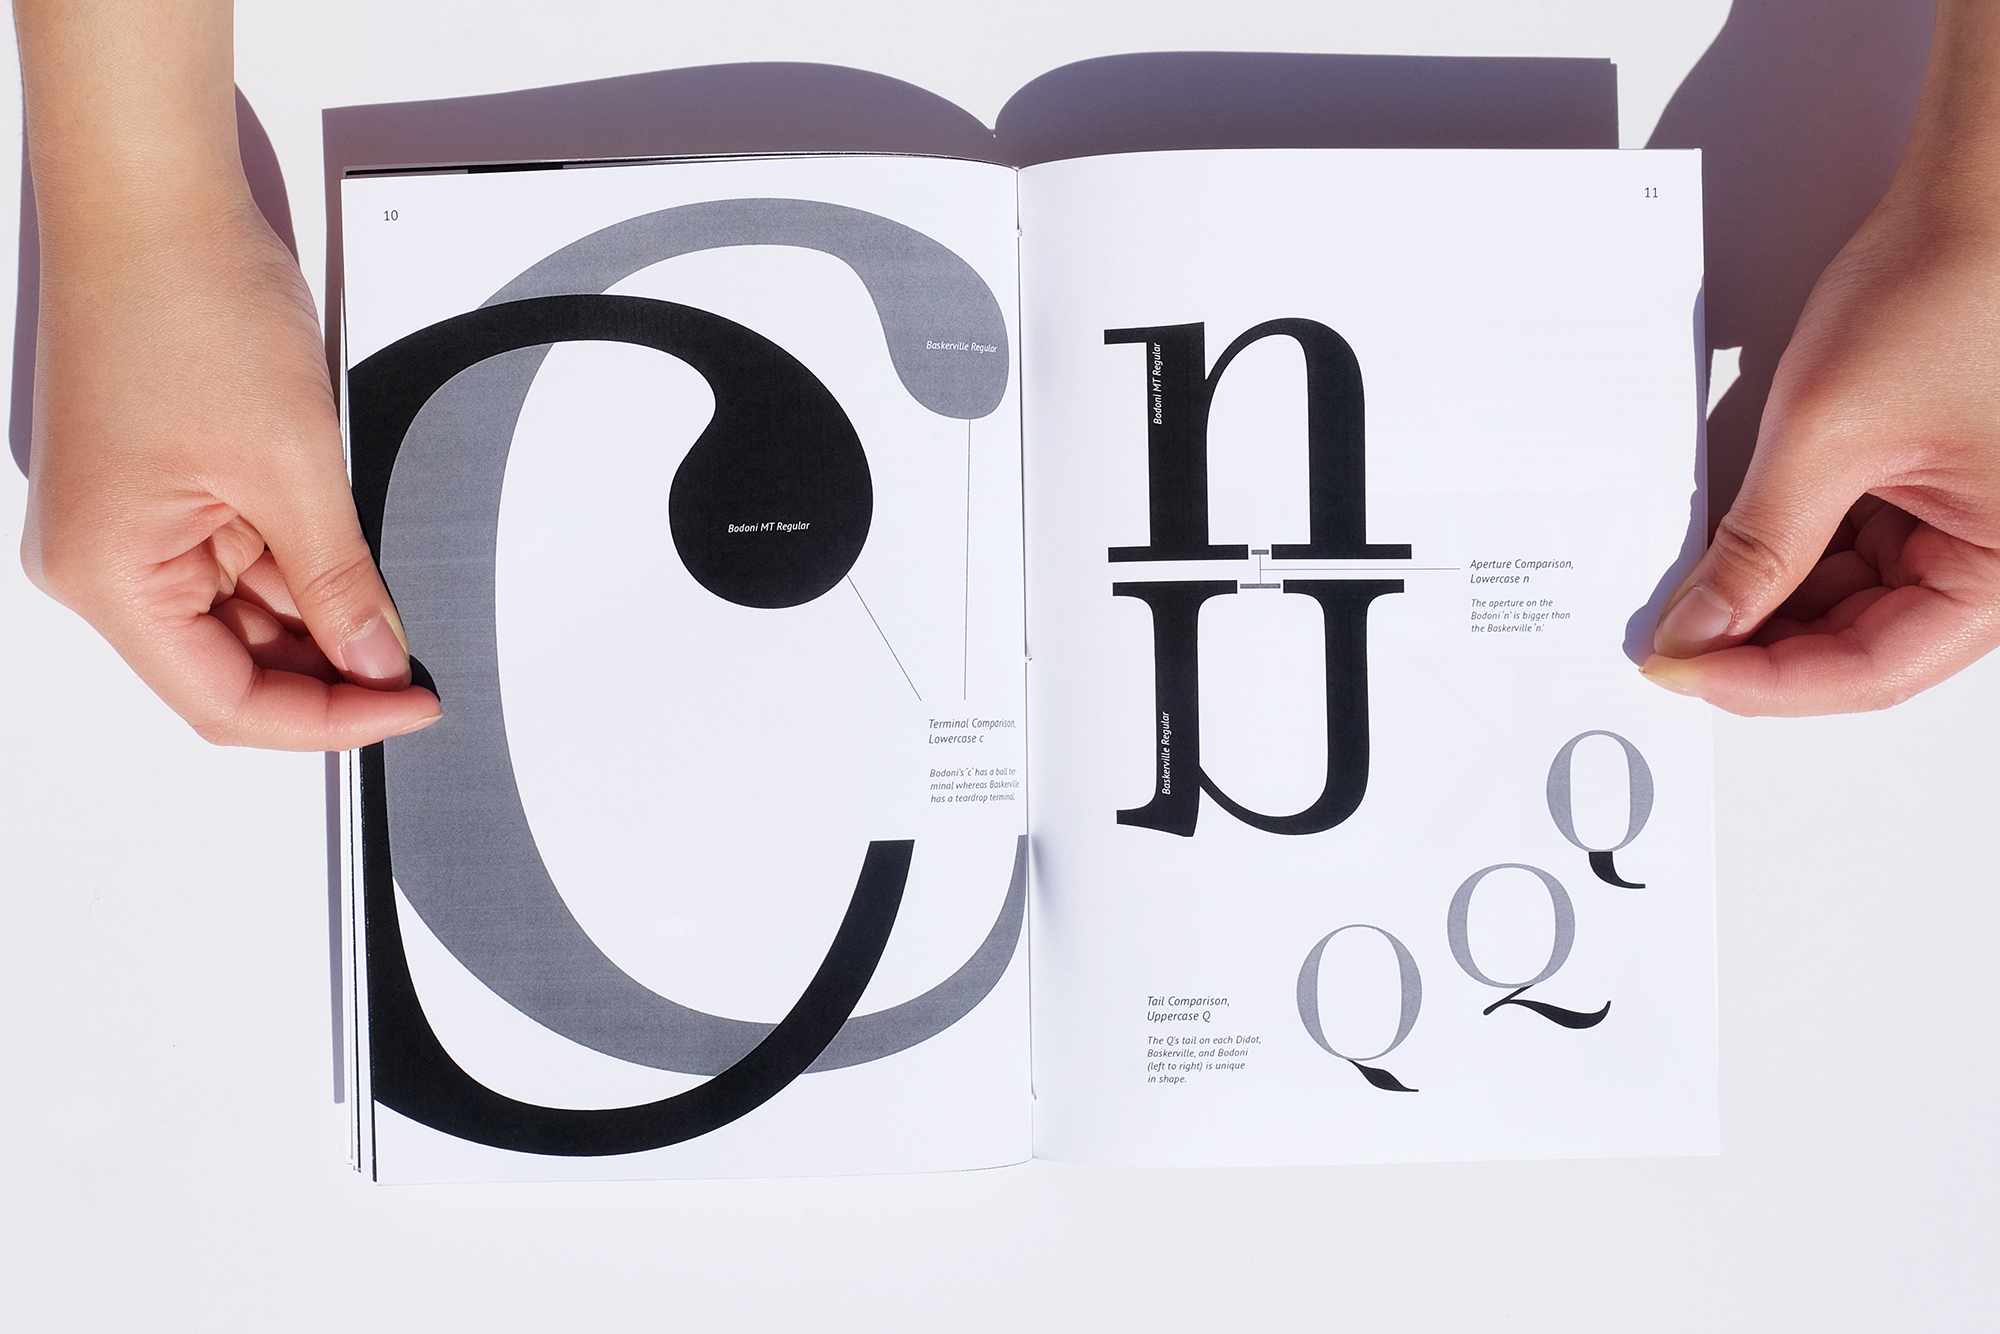 10
C
C
Baskerville Regular
Bodoni MT Regular
Terminal Comparison,
Lowercase c
Bodoni's 'c' has a ball ter-
minal whereas Baskerville
has a teardrop terminal.
11
n
Bodoni MT Regular
n
Baskerville Regular
Aperture Comparison,
Lowercase n
The aperture on the
Bodoni 'n' is bigger than
the Baskerville 'n.'
Q
Q
Q
Tail Comparison,
Uppercase Q
The Q's tail on each Didot,
Baskerville, and Bodoni
(left to right) is unique
in shape.